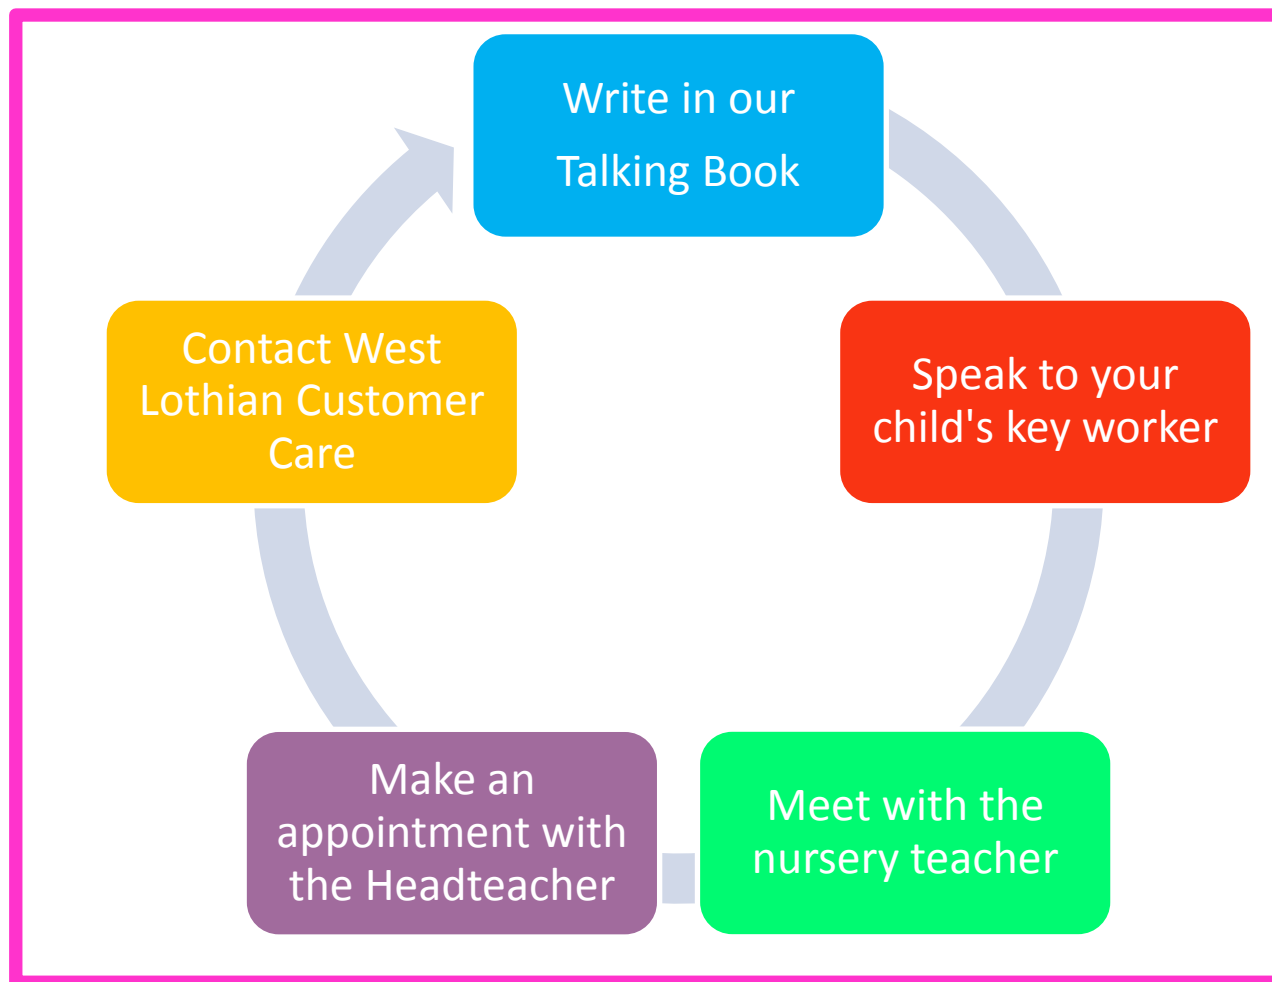 Write in our
Talking Book
Speak to your
child's key worker
Meet with the
nursery teacher
Make an
appointment with
the Headteacher
Contact West
Lothian Customer
Care